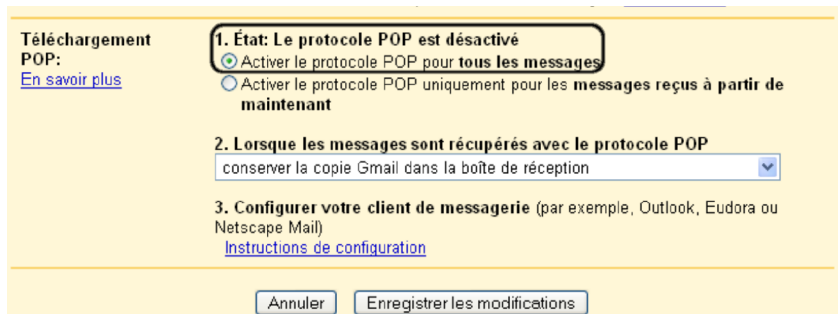 Téléchargement POP:
En savoir plus
1. État: Le protocole POP est désactivé
Activer le protocole POP pour tous les messages
Activer le protocole POP uniquement pour les messages reçus à partir de
maintenant
2. Lorsque les messages sont récupérés avec le protocole POP
conserver la copie Gmail dans la boîte de réception
3. Configurer votre client de messagerie (par exemple, Outlook, Eudora ou
Netscape Mail)
Instructions de configuration
Annuler
Enregistrer les modifications